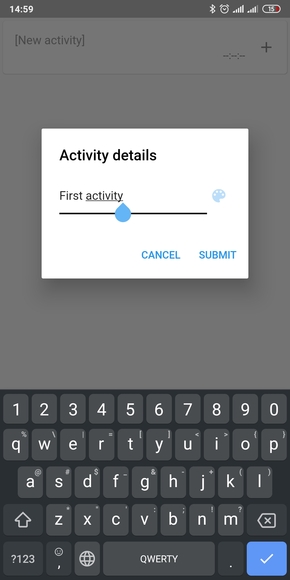 14:59
15
[New activity]
--:--:--
Activity details
First activity
CANCEL
SUBMIT
1 2 3 4 5 6 7 8 9 0
q % w \ e | r = t [ y ] u < i > o { p }
a @ s # d $ f _ g & h - j + k ( l )
z * x " c ' v : b ; n ! m ?
?123
,
QWERTY
.